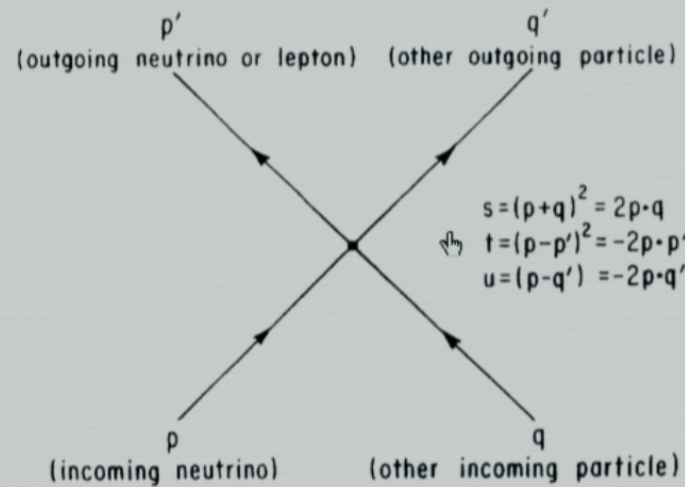 p′ q′
(outgoing neutrino or lepton) (other outgoing particle)
s=(p+q)² = 2p·q
t=(p-p′)² = -2p·p′
u=(p-q′) = -2p·q′
p q
(incoming neutrino) (other incoming particle)